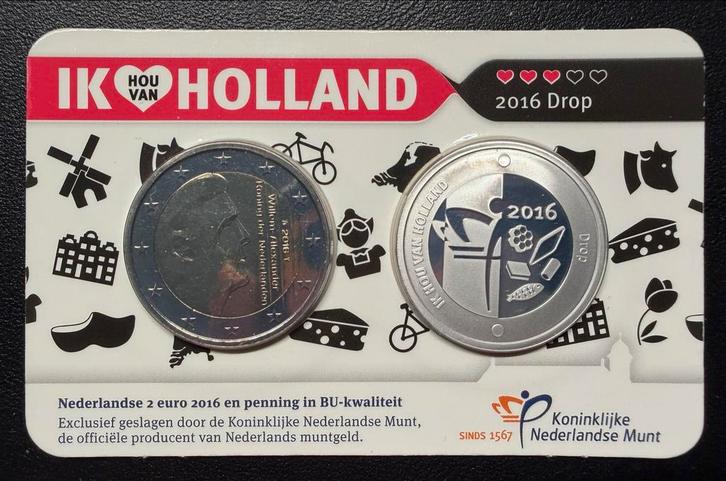 IK HOU VAN HOLLAND
2016 Drop
Willem-Alexander
Koning der Nederlanden
2016
IK HOU VAN HOLLAND
2016
Drop
Nederlandse 2 euro 2016 en penning in BU-kwaliteit
Exclusief geslagen door de Koninklijke Nederlandse Munt,
de officiële producent van Nederlands muntgeld.
SINDS 1567
Koninklijke
Nederlandse Munt